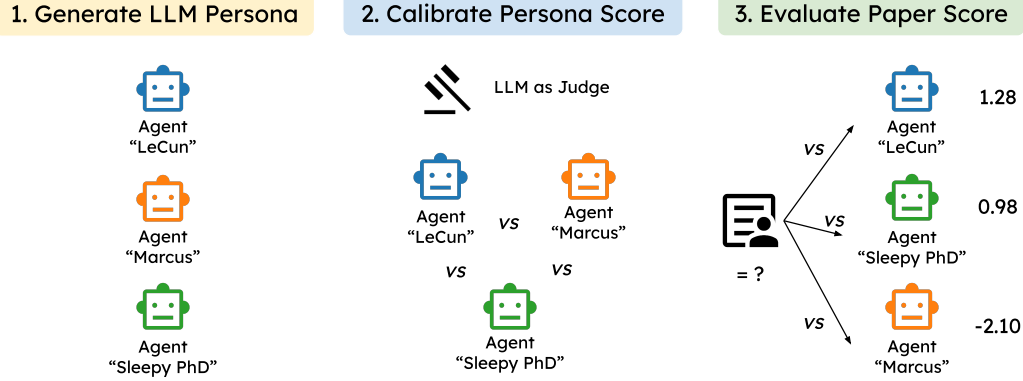 1. Generate LLM Persona
Agent
“LeCun”
Agent
“Marcus”
Agent
“Sleepy PhD”
2. Calibrate Persona Score
LLM as Judge
Agent
“LeCun”
vs
Agent
“Marcus”
vs
vs
Agent
“Sleepy PhD”
3. Evaluate Paper Score
= ?
vs
Agent
“LeCun”
1.28
vs
Agent
“Sleepy PhD”
0.98
vs
Agent
“Marcus”
-2.10